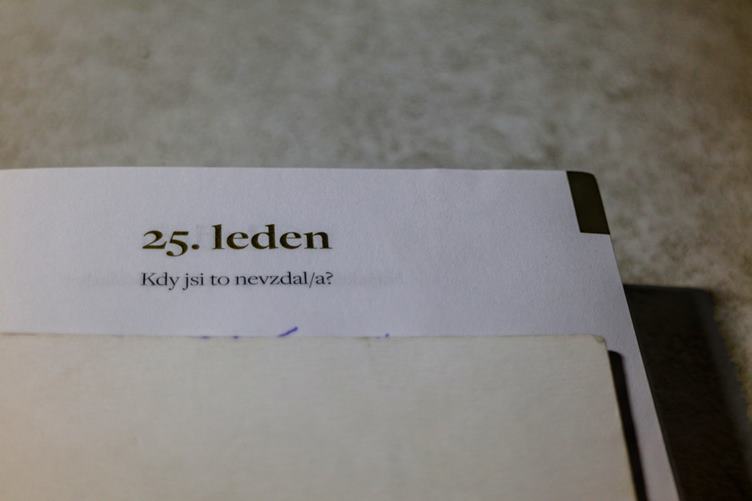 25. leden
Kdy jsi to nevzdal/a?